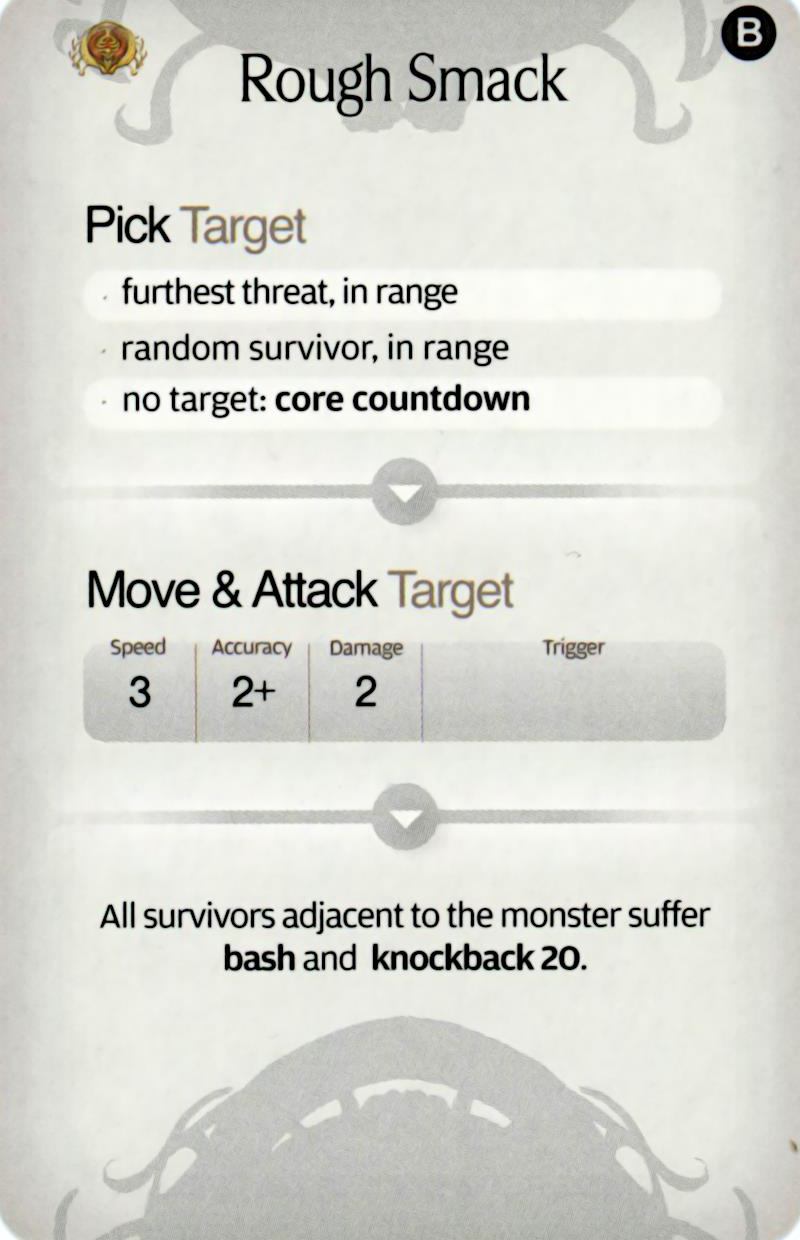 B
Rough Smack
Pick Target
· furthest threat, in range
· random survivor, in range
· no target: core countdown
Move & Attack Target
Speed Accuracy Damage Trigger
3 2+ 2
All survivors adjacent to the monster suffer
bash and knockback 20.